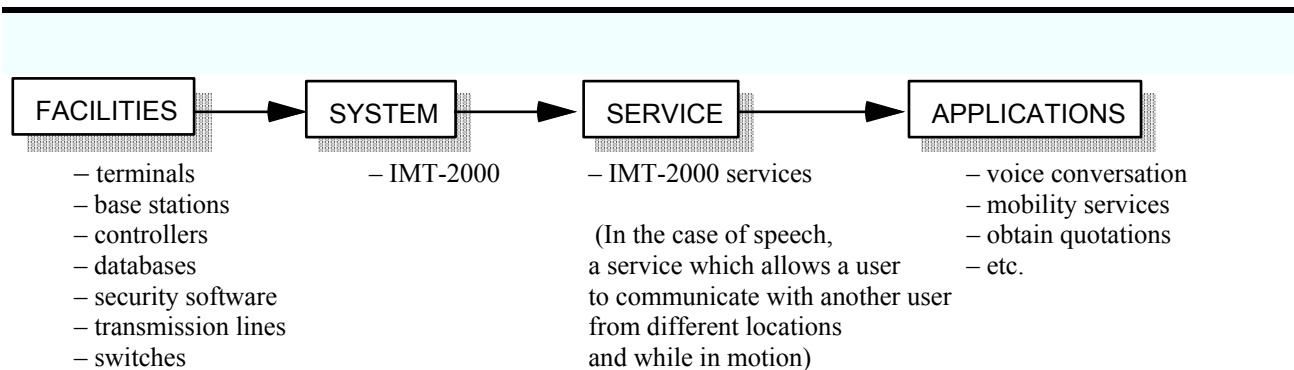 FACILITIES
SYSTEM
SERVICE
APPLICATIONS
– terminals
– base stations
– controllers
– databases
– security software
– transmission lines
– switches
– IMT-2000
– IMT-2000 services
(In the case of speech,
a service which allows a user
to communicate with another user
from different locations
and while in motion)
– voice conversation
– mobility services
– obtain quotations
– etc.